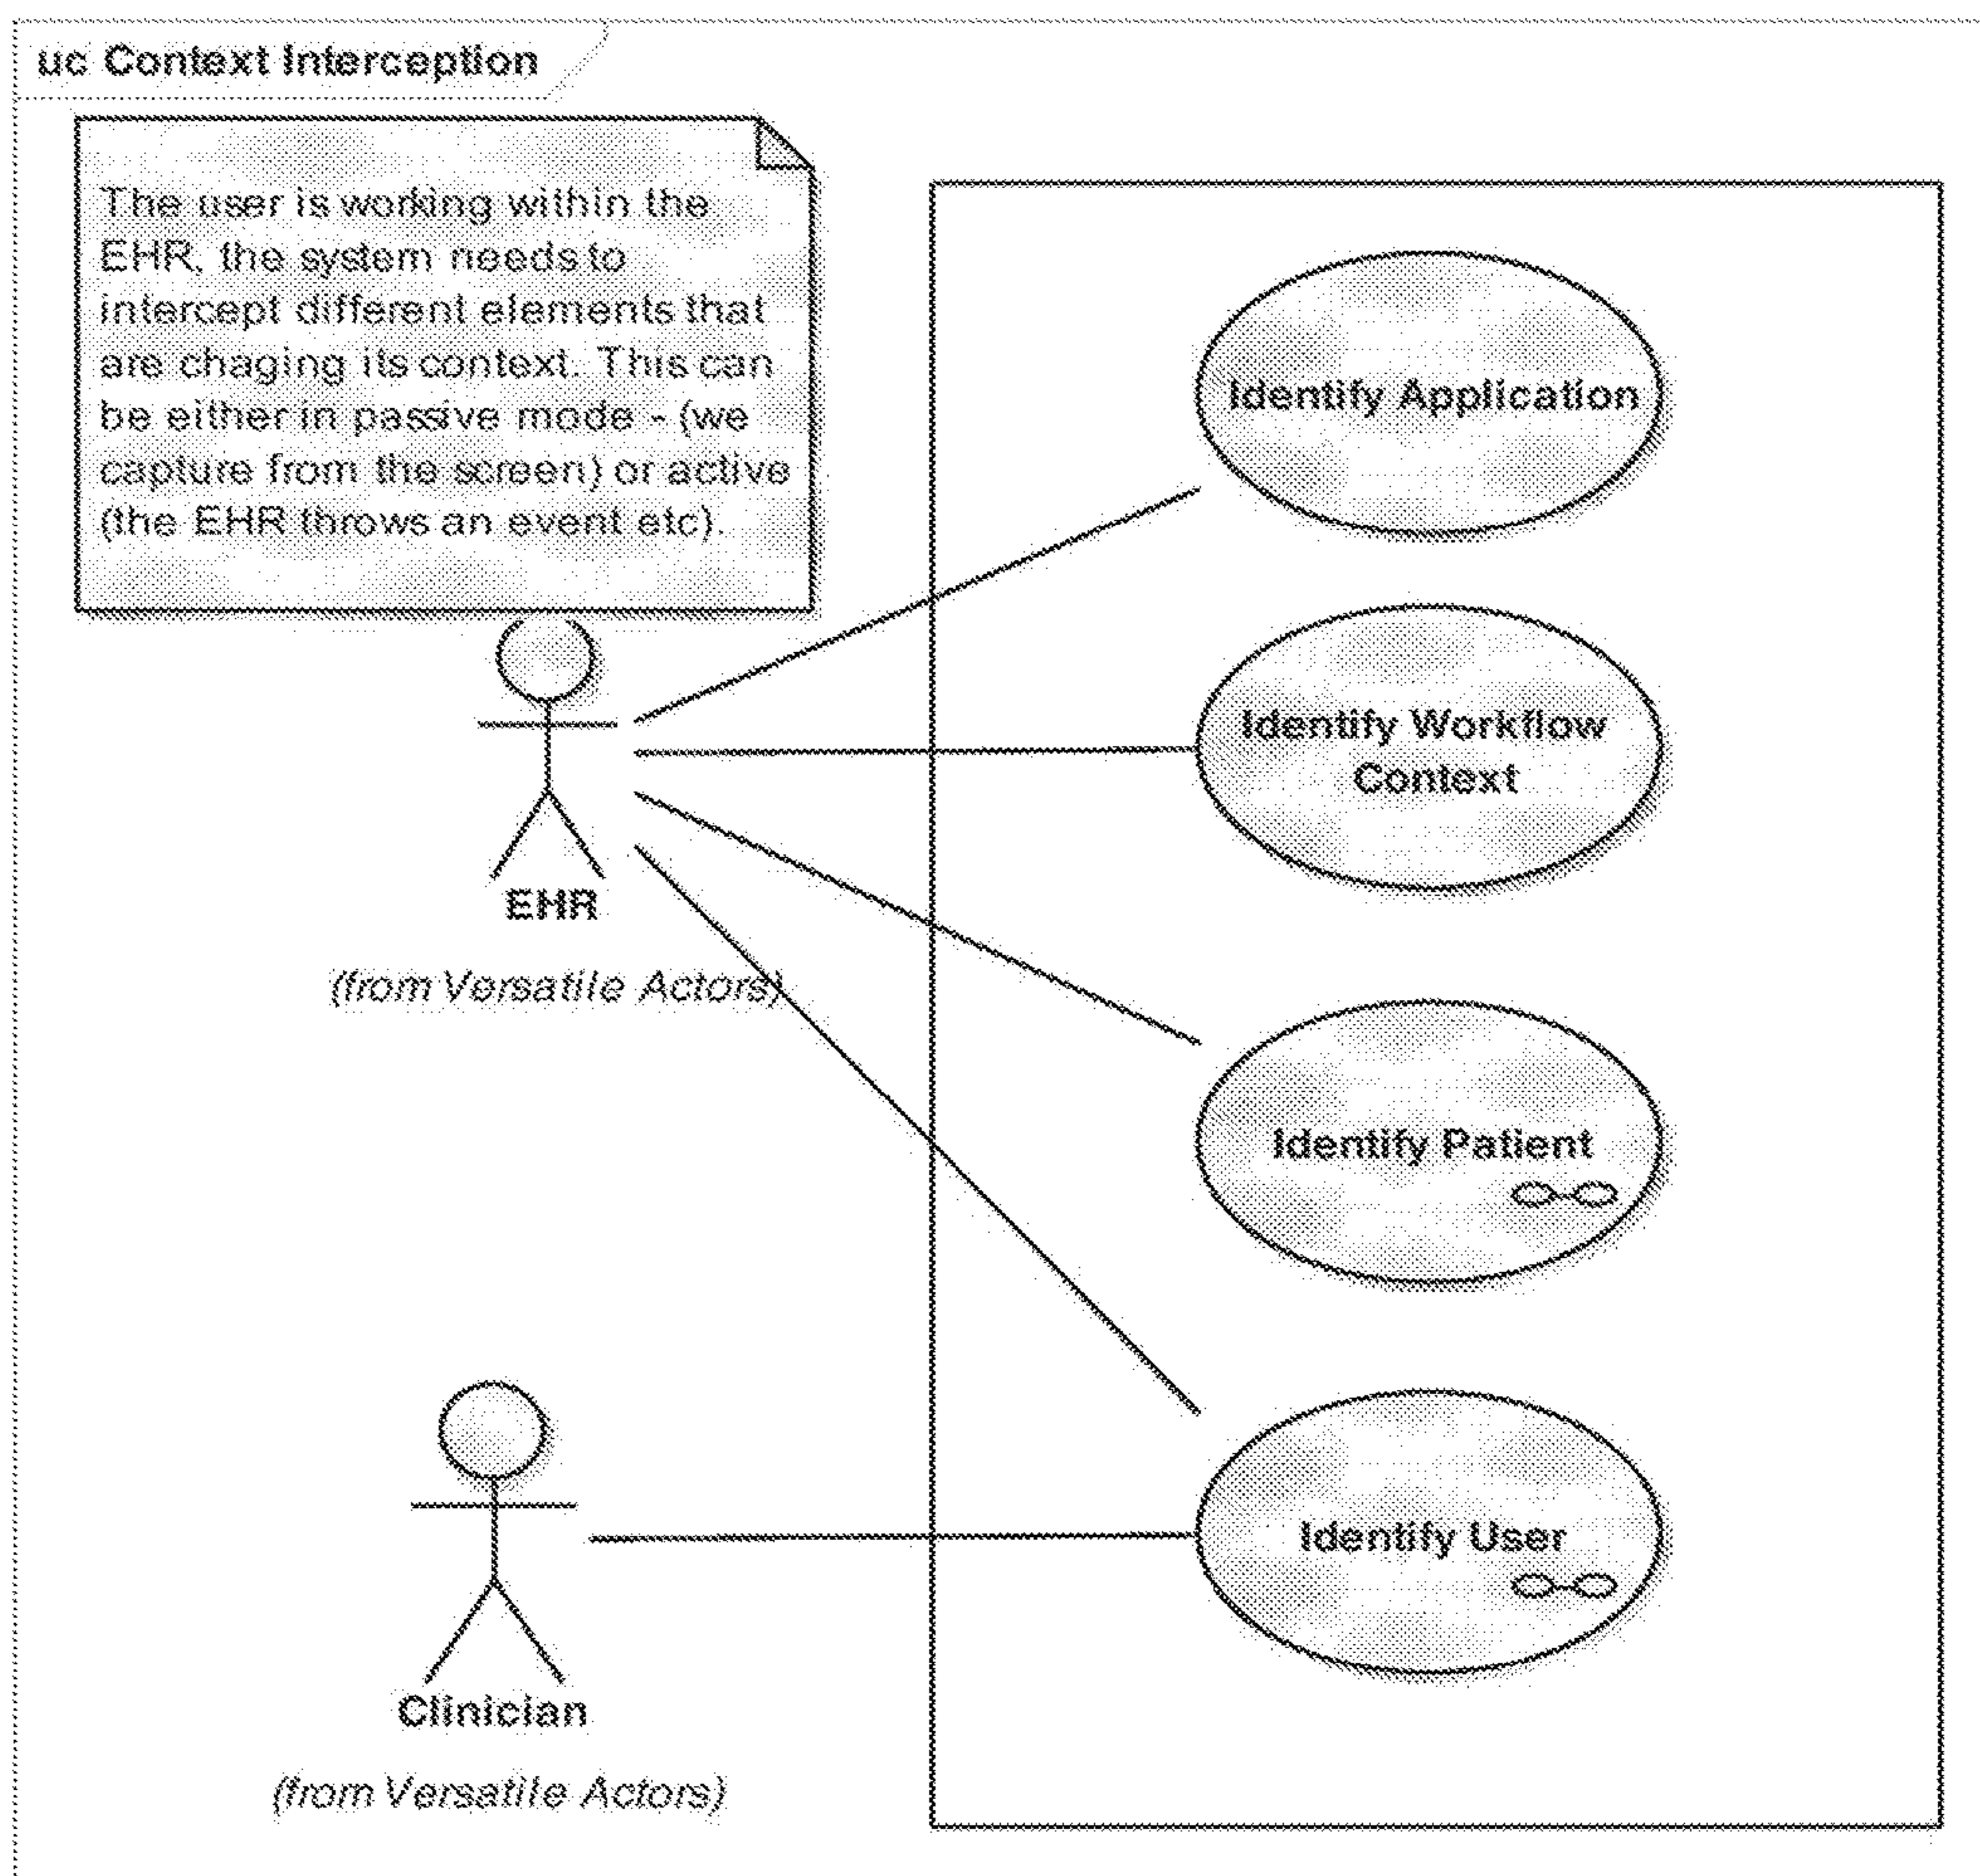 uc Context Interception
The user is working within the
EHR, the system needs to
intercept different elements that
are chaging its context. This can
be either in passive mode - (we
capture from the screen) or active
(the EHR throws an event etc).
Identify Application
Identify Workflow
Context
EHR
(from Versatile Actors)
Identify Patient
Identify User
Clinician
(from Versatile Actors)